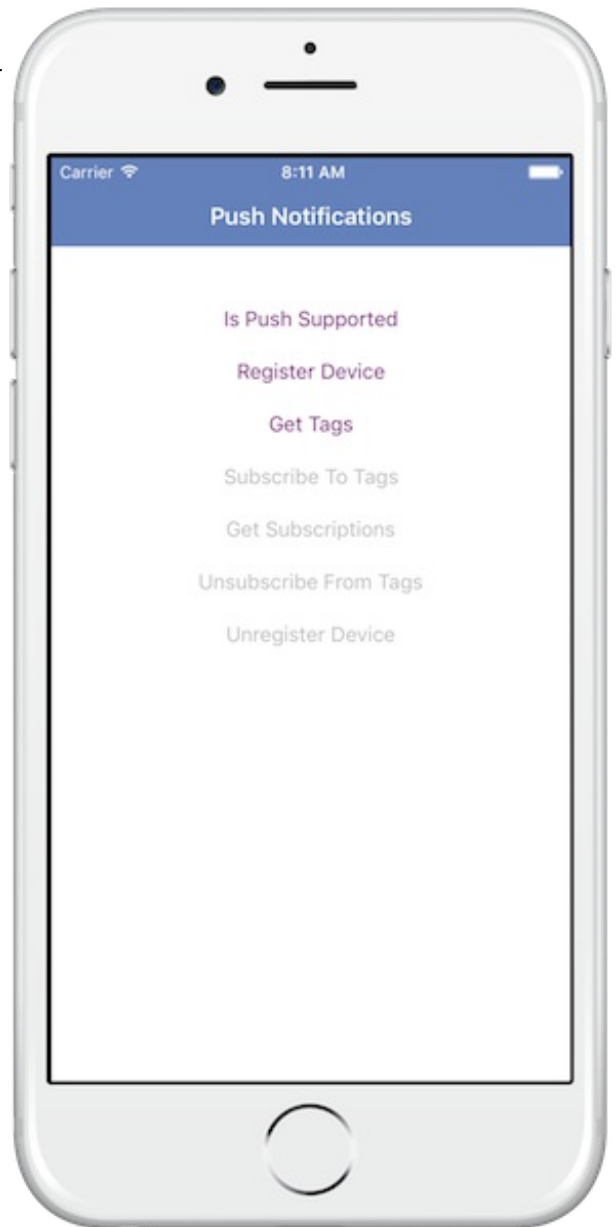 Carrier 8:11 AM
Push Notifications
Is Push Supported
Register Device
Get Tags
Subscribe To Tags
Get Subscriptions
Unsubscribe From Tags
Unregister Device